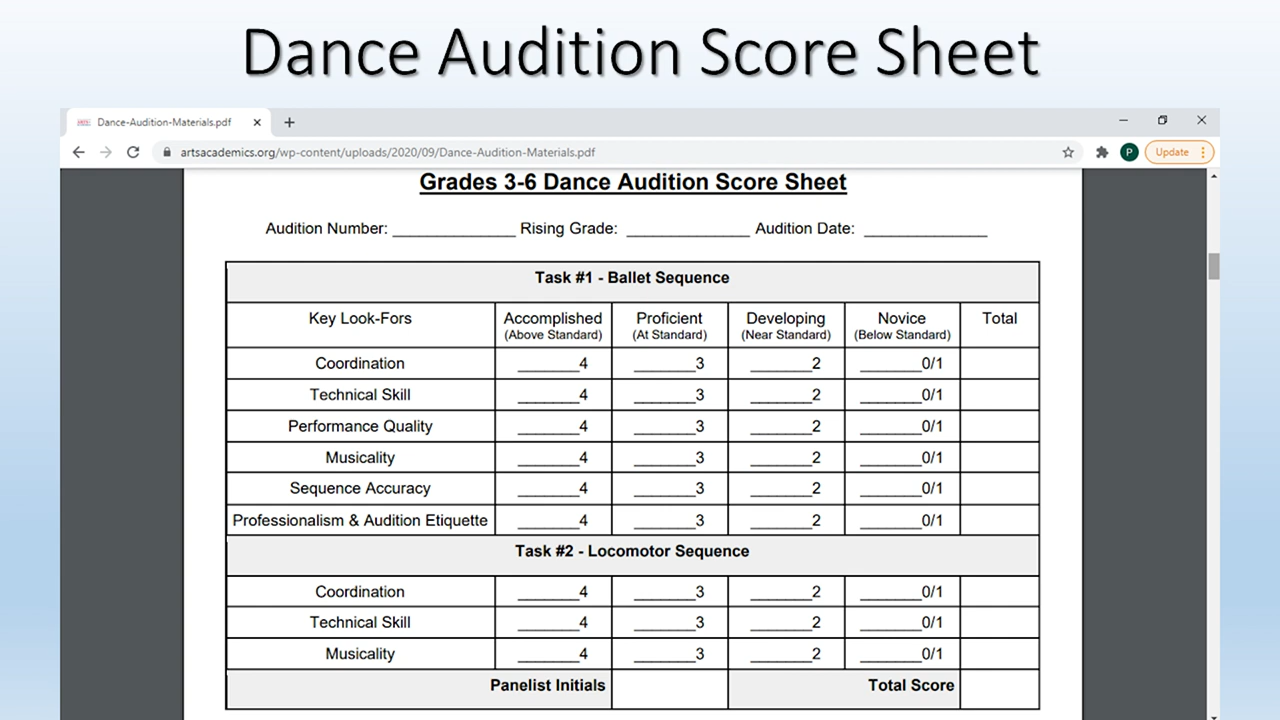 Dance Audition Score Sheet
Dance-Audition-Materials.pdf
artsacademics.org/wp-content/uploads/2020/09/Dance-Audition-Materials.pdf
P
Update
Grades 3-6 Dance Audition Score Sheet
Audition Number: ______________ Rising Grade: ______________ Audition Date: ______________
Task #1 - Ballet Sequence
Key Look-Fors Accomplished Proficient Developing Novice Total
(Above Standard) (At Standard) (Near Standard) (Below Standard)
Coordination _______4 _______3 _______2 _______0/1
Technical Skill _______4 _______3 _______2 _______0/1
Performance Quality _______4 _______3 _______2 _______0/1
Musicality _______4 _______3 _______2 _______0/1
Sequence Accuracy _______4 _______3 _______2 _______0/1
Professionalism & Audition Etiquette _______4 _______3 _______2 _______0/1
Task #2 - Locomotor Sequence
Coordination _______4 _______3 _______2 _______0/1
Technical Skill _______4 _______3 _______2 _______0/1
Musicality _______4 _______3 _______2 _______0/1
Panelist Initials Total Score